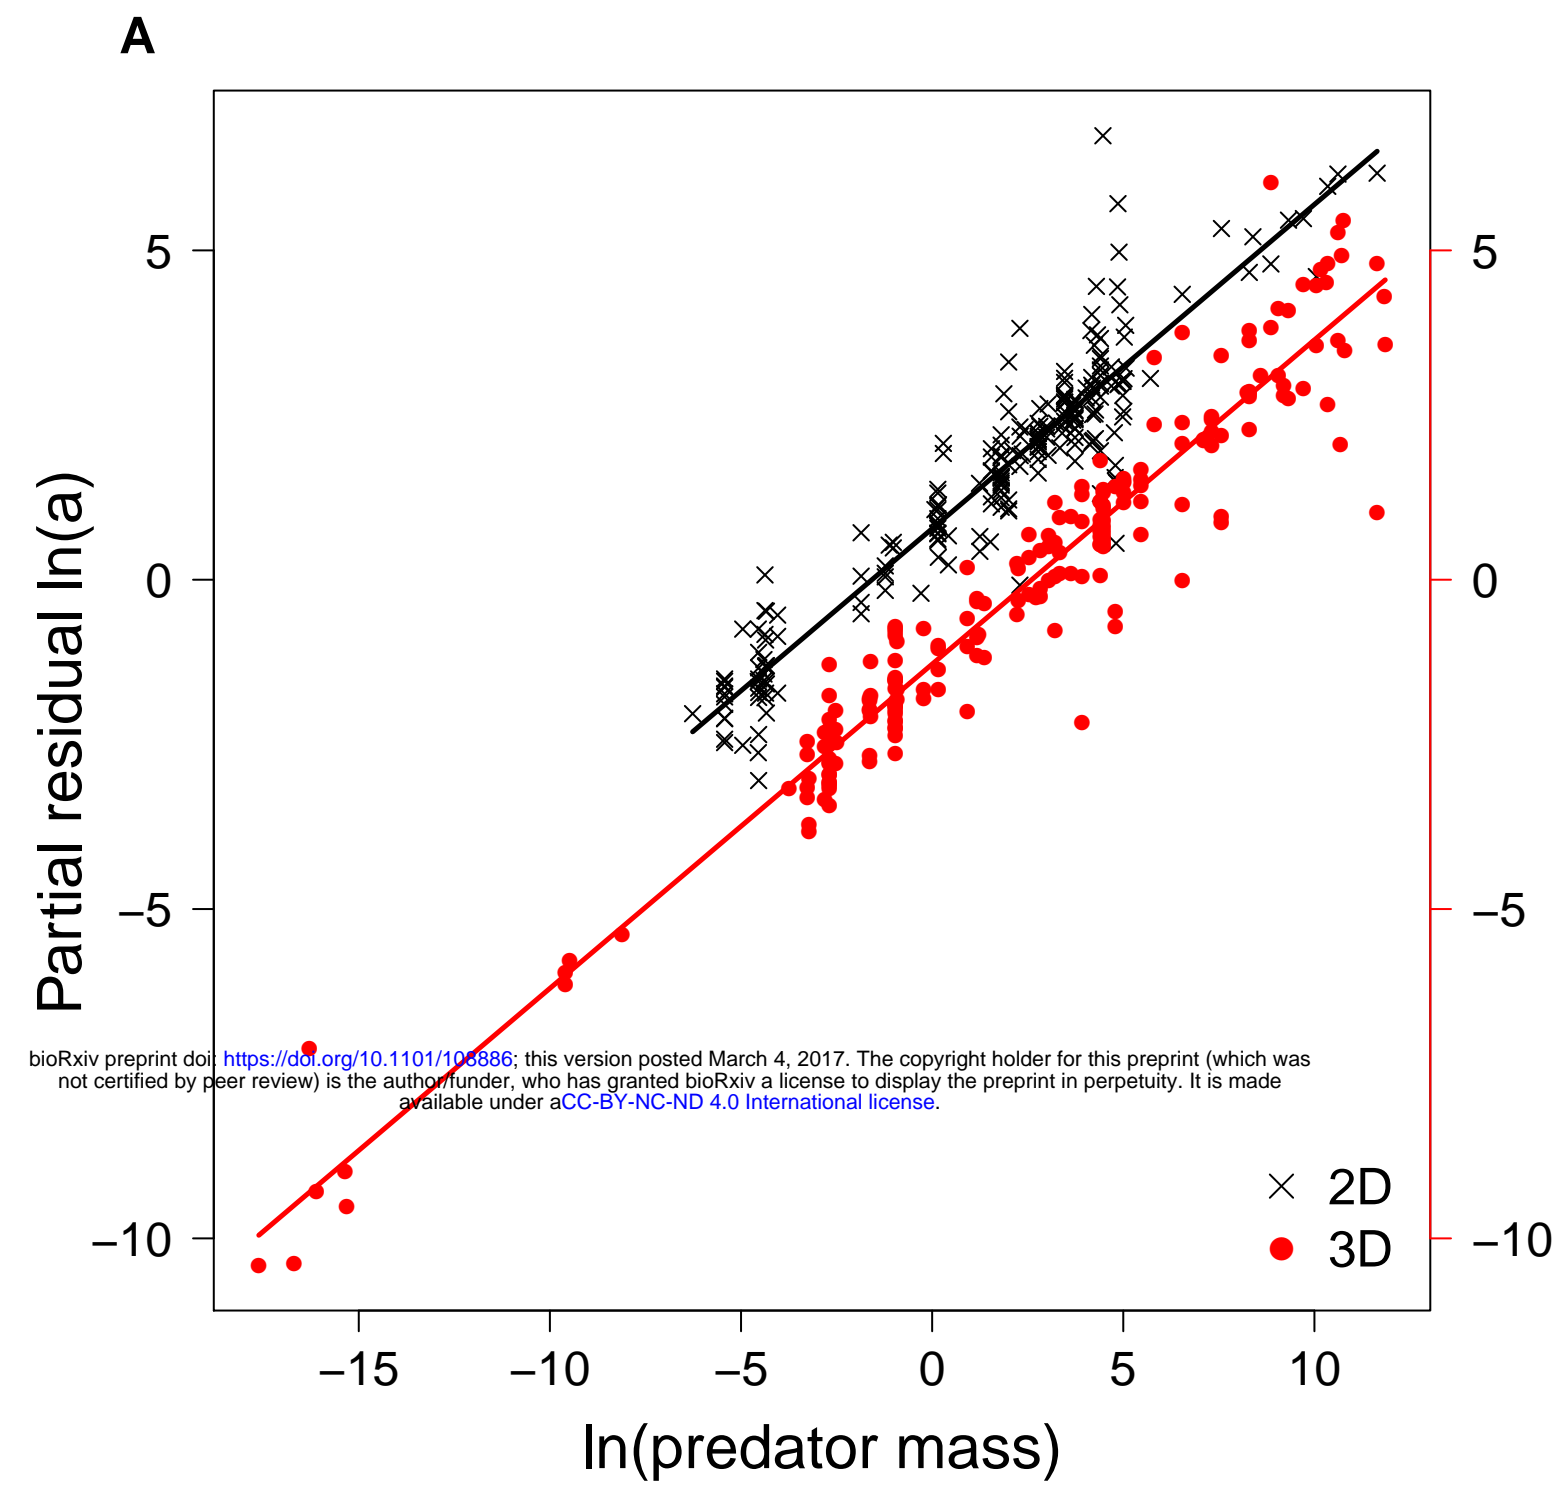 A
5
0
−5
−10
Partial residual ln(a)
5
0
−5
−10
bioRxiv preprint doi: https://doi.org/10.1101/108886; this version posted March 4, 2017. The copyright holder for this preprint (which was
not certified by peer review) is the author/funder, who has granted bioRxiv a license to display the preprint in perpetuity. It is made
available under aCC-BY-NC-ND 4.0 International license.
2D
3D
−15 −10 −5 0 5 10
ln(predator mass)